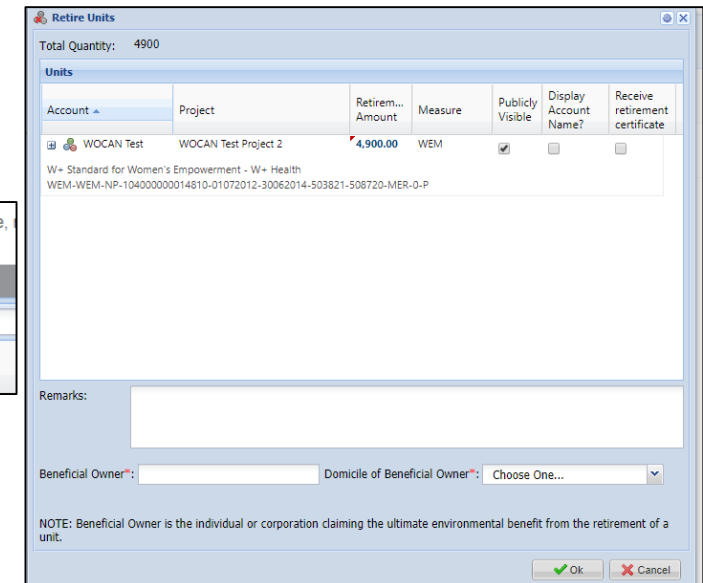 Retire Units
Total Quantity: 4900
Units
Account Project Retirem... Amount Measure Publicly Visible Display Account Name? Receive retirement certificate
WOCAN Test WOCAN Test Project 2 4,900.00 WEM
W+ Standard for Women's Empowerment - W+ Health
WEM-WEM-NP-104000000014810-01072012-30062014-503821-508720-MER-0-P
e,
Remarks:
Beneficial Owner*: Domicile of Beneficial Owner*: Choose One...
NOTE: Beneficial Owner is the individual or corporation claiming the ultimate environmental benefit from the retirement of a
unit.
Ok Cancel